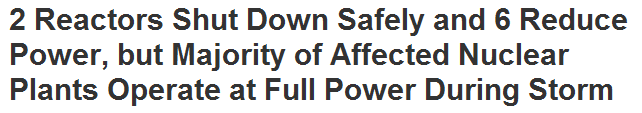 2 Reactors Shut Down Safely and 6 Reduce
Power, but Majority of Affected Nuclear
Plants Operate at Full Power During Storm